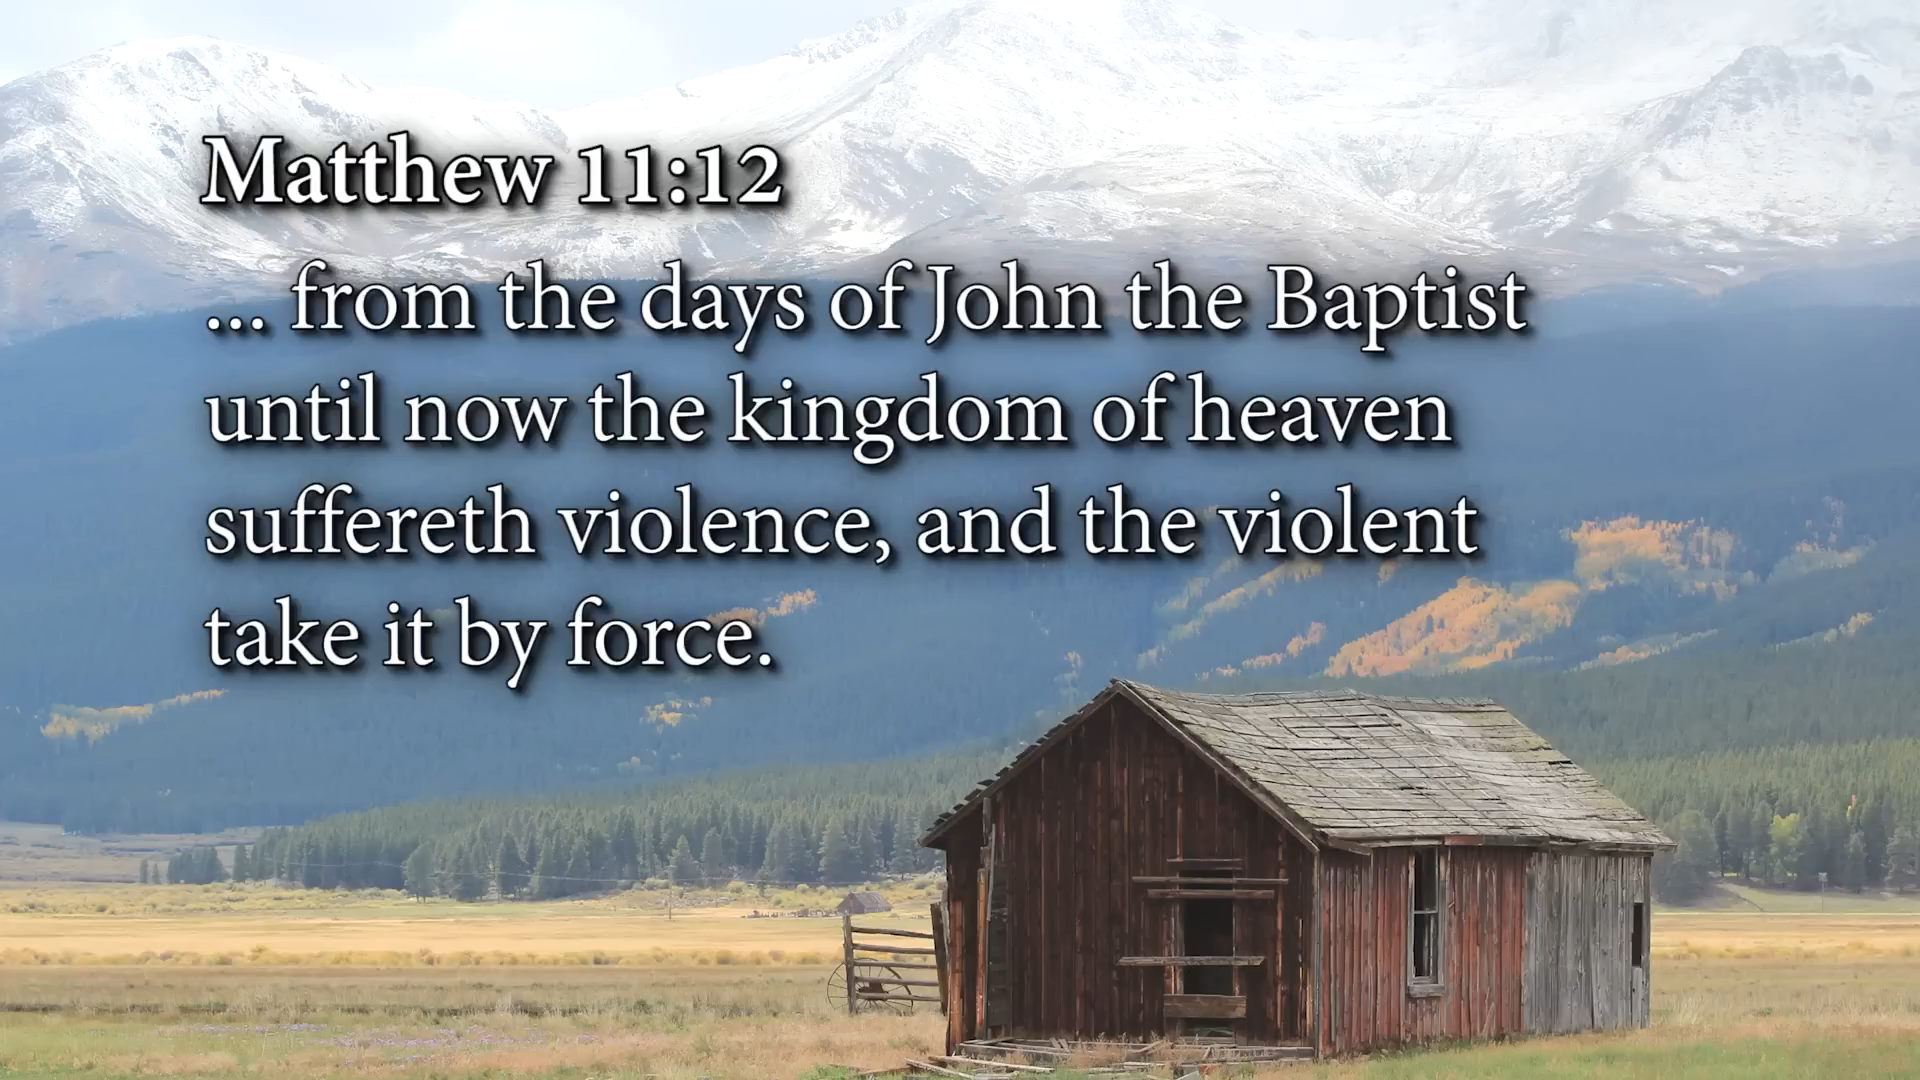 Matthew 11:12
... from the days of John the Baptist
until now the kingdom of heaven
suffereth violence, and the violent
take it by force.